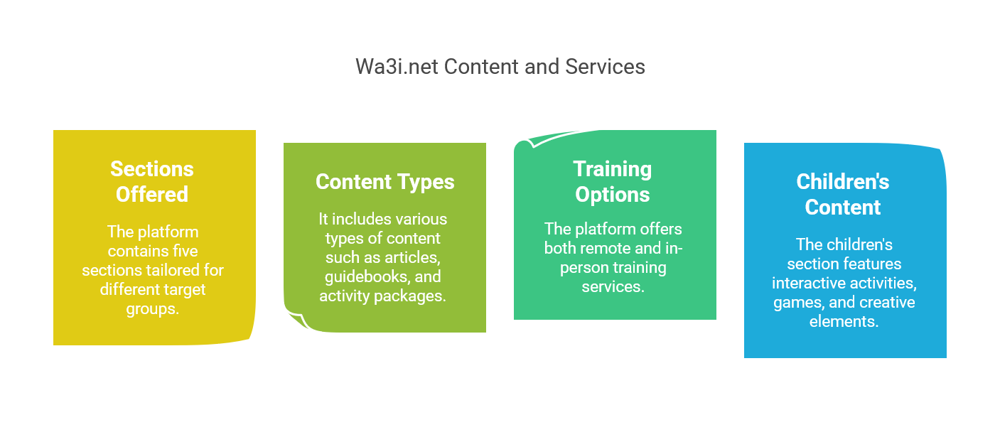 Wa3i.net Content and Services
Sections
Offered
The platform
contains five
sections tailored for
different target
groups.
Content Types
It includes various
types of content
such as articles,
guidebooks, and
activity packages.
Training
Options
The platform offers
both remote and in-
person training
services.
Children's
Content
The children's
section features
interactive activities,
games, and creative
elements.